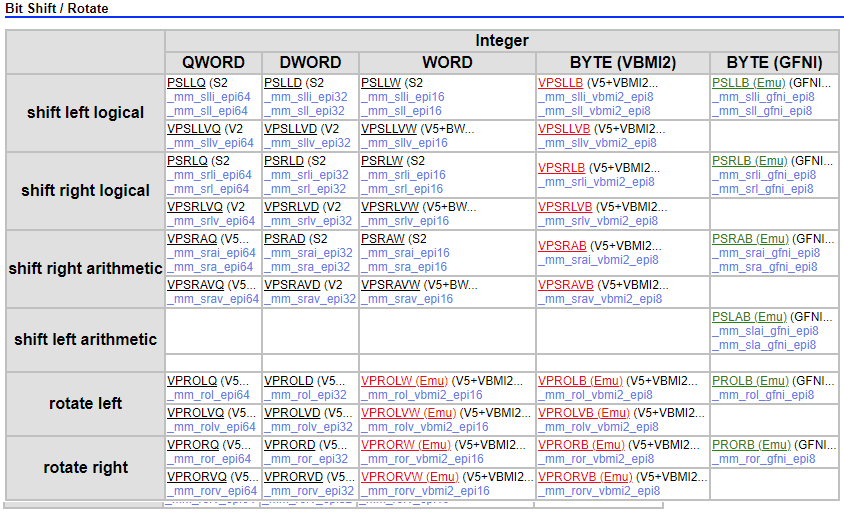 Bit Shift / Rotate
Integer
QWORD DWORD WORD BYTE (VBMI2) BYTE (GFNI)
shift left logical
PSLLQ (S2 PSLLD (S2 PSLLW (S2 VPSLLB (V5+VBMI2... PSLLB (Emu) (GFNI...
_mm_slli_epi64 _mm_slli_epi32 _mm_slli_epi16 _mm_slli_vbmi2_epi8 _mm_slli_gfni_epi8
_mm_sll_epi64 _mm_sll_epi32 _mm_sll_epi16 _mm_sll_vbmi2_epi8 _mm_sll_gfni_epi8
VPSLLVQ (V2 VPSLLVD (V2 VPSLLVW (V5+BW... VPSLLVB (V5+VBMI2...
_mm_sllv_epi64 _mm_sllv_epi32 _mm_sllv_epi16 _mm_sllv_vbmi2_epi8
shift right logical
PSRLQ (S2 PSRLD (S2 PSRLW (S2 VPSRLB (V5+VBMI2... PSRLB (Emu) (GFNI...
_mm_srli_epi64 _mm_srli_epi32 _mm_srli_epi16 _mm_srli_vbmi2_epi8 _mm_srli_gfni_epi8
_mm_srl_epi64 _mm_srl_epi32 _mm_srl_epi16 _mm_srl_gfni_epi8
VPSRLVQ (V2 VPSRLVD (V2 VPSRLVW (V5+BW... VPSRLVB (V5+VBMI2...
_mm_srlv_epi64 _mm_srlv_epi32 _mm_srlv_epi16 _mm_srlv_vbmi2_epi8
shift right arithmetic
VPSRAQ (V5... PSRAD (S2 PSRAW (S2 VPSRAB (V5+VBMI2... PSRAB (Emu) (GFNI...
_mm_srai_epi64 _mm_srai_epi32 _mm_srai_epi16 _mm_srai_vbmi2_epi8 _mm_srai_gfni_epi8
_mm_sra_epi64 _mm_sra_epi32 _mm_sra_epi16 _mm_sra_gfni_epi8
VPSRAVQ (V5... VPSRAVD (V2 VPSRAVW (V5+BW... VPSRAVB (V5+VBMI2...
_mm_srav_epi64 _mm_srav_epi32 _mm_srav_epi16 _mm_srav_vbmi2_epi8
shift left arithmetic
PSLAB (Emu) (GFNI...
_mm_slai_gfni_epi8
_mm_sla_gfni_epi8
rotate left
VPROLQ (V5... VPROLD (V5... VPROLW (Emu) (V5+VBMI2... VPROLB (Emu) (V5+VBMI2... PROLB (Emu) (GFNI...
_mm_rol_epi64 _mm_rol_epi32 _mm_rol_vbmi2_epi16 _mm_rol_vbmi2_epi8 _mm_rol_gfni_epi8
VPROLVQ (V5... VPROLVD (V5... VPROLVW (Emu) (V5+VBMI2... VPROLVB (Emu) (V5+VBMI2...
_mm_rolv_epi64 _mm_rolv_epi32 _mm_rolv_vbmi2_epi16 _mm_rolv_vbmi2_epi8
rotate right
VPRORQ (V5... VPRORD (V5... VPRORW (Emu) (V5+VBMI2... VPRORB (Emu) (V5+VBMI2... PRORB (Emu) (GFNI...
_mm_ror_epi64 _mm_ror_epi32 _mm_ror_vbmi2_epi16 _mm_ror_vbmi2_epi8 _mm_ror_gfni_epi8
VPRORVQ (V5... VPRORVD (V5... VPRORVW (Emu) (V5+VBMI2... VPRORVB (Emu) (V5+VBMI2...
_mm_rorv_epi64 _mm_rorv_epi32 _mm_rorv_vbmi2_epi16 _mm_rorv_vbmi2_epi8